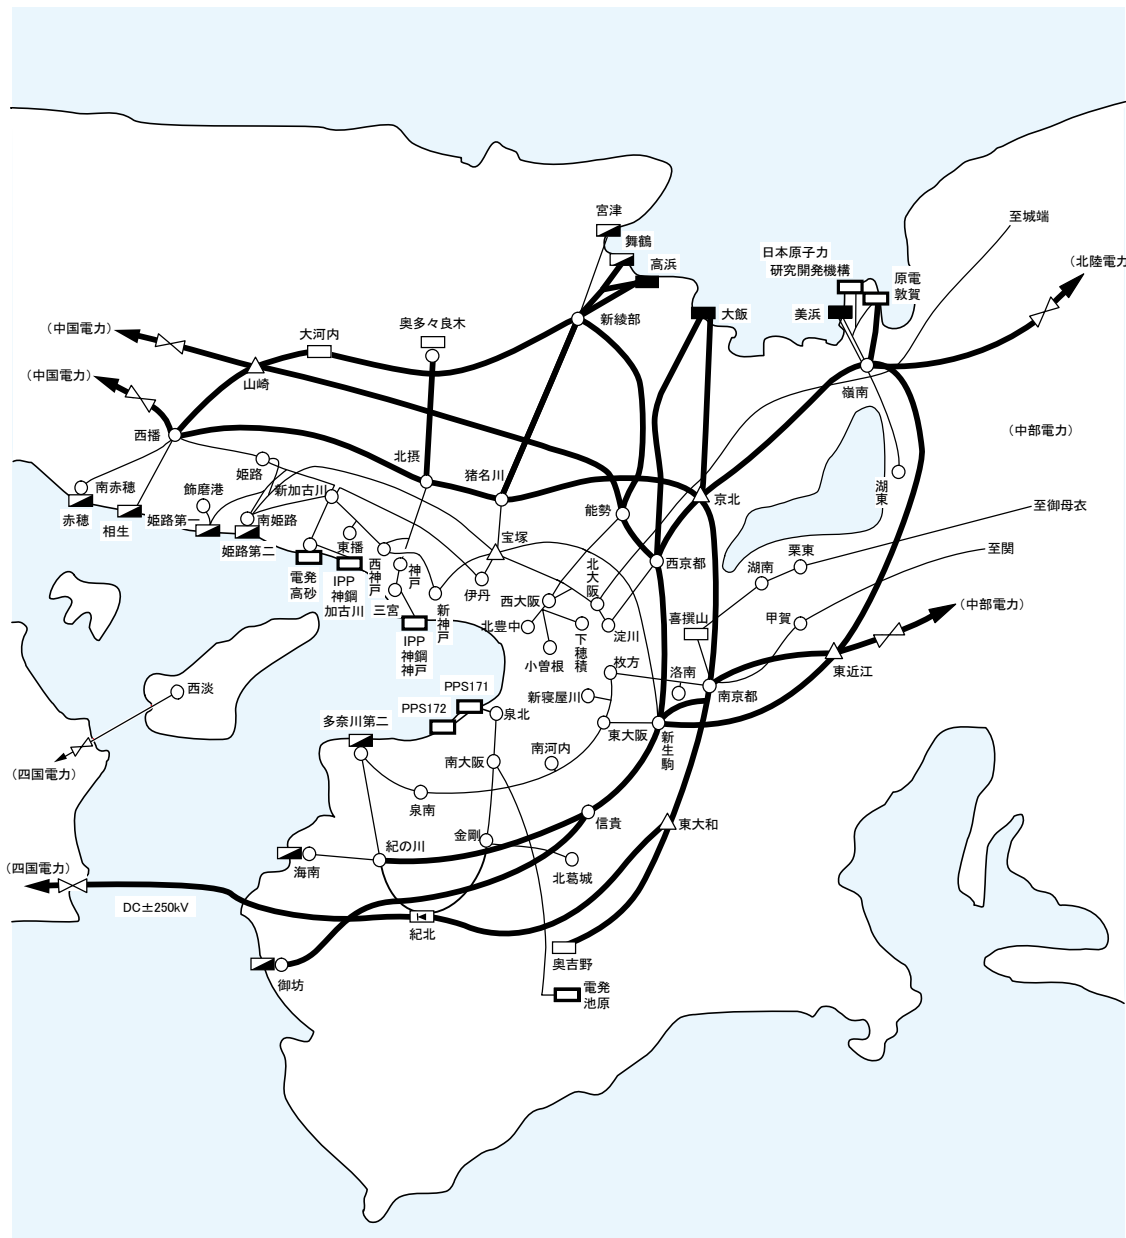 宮津
舞鶴
高浜
至城端
日本原子力
研究開発機構
原電
敦賀
(北陸電力
(中国電力)
大河内
奥多々良木
新綾部
大飯
美浜
(中国電力)
山崎
嶺南
西播
北摂
猪名川
(中部電力)
姫路
湖東
南赤穂
飾磨港
新加古川
能勢
京北
至御母衣
赤穂
相生
姫路第一
南姫路
姫路第二
東播
宝塚
西京都
栗東
至関
電発
高砂
IPP
神鋼
加古川
西神戸
神戸
三宮
新神戸
伊丹
西大阪
北大阪
湖南
喜撰山
甲賀
(中部電力)
IPP
神鋼
神戸
北豊中
小曽根
下穂積
淀川
枚方
洛南
南京都
東近江
西淡
PPS171
PPS172
泉北
新寝屋川
多奈川第二
東大阪
新生駒
(四国電力)
南大阪
南河内
泉南
信貴
東大和
金剛
紀の川
海南
北葛城
(四国電力)
DC±250kV
紀北
奥吉野
御坊
電発
池原